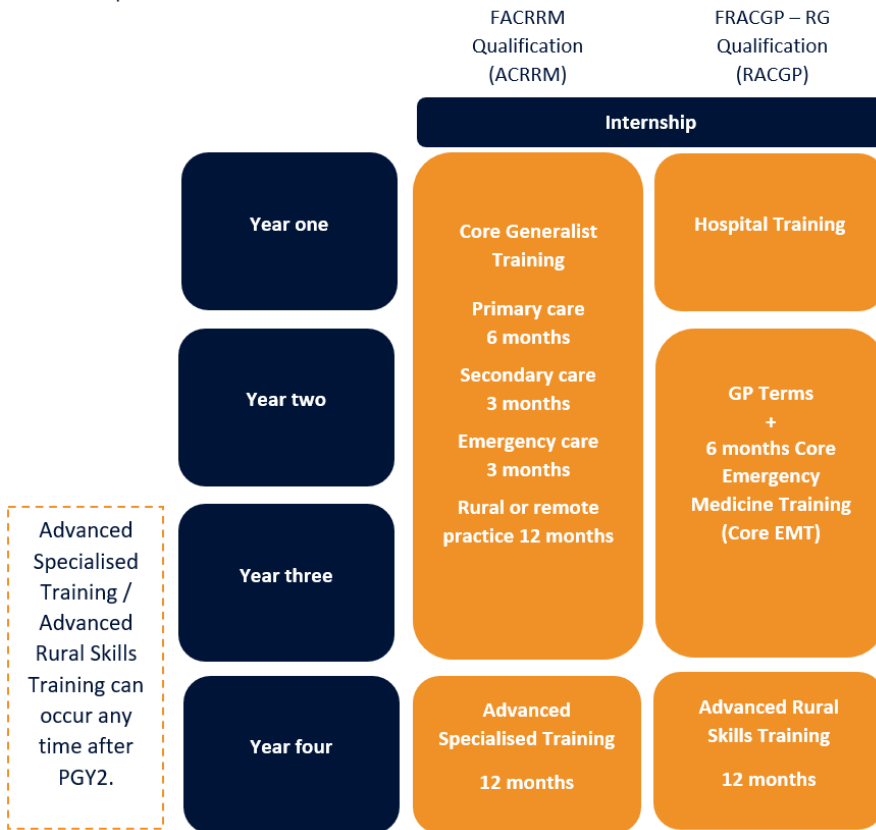 FACRRM
Qualification
(ACRRM)
FRACGP – RG
Qualification
(RACGP)
Internship
Year one
Core Generalist
Training
Primary care
6 months
Secondary care
3 months
Emergency care
3 months
Rural or remote
practice 12 months
Hospital Training
Year two
GP Terms
+
6 months Core
Emergency
Medicine Training
(Core EMT)
Year three
Advanced
Specialised
Training /
Advanced
Rural Skills
Training can
occur any
time after
PGY2.
Year four
Advanced
Specialised Training
12 months
Advanced Rural
Skills Training
12 months